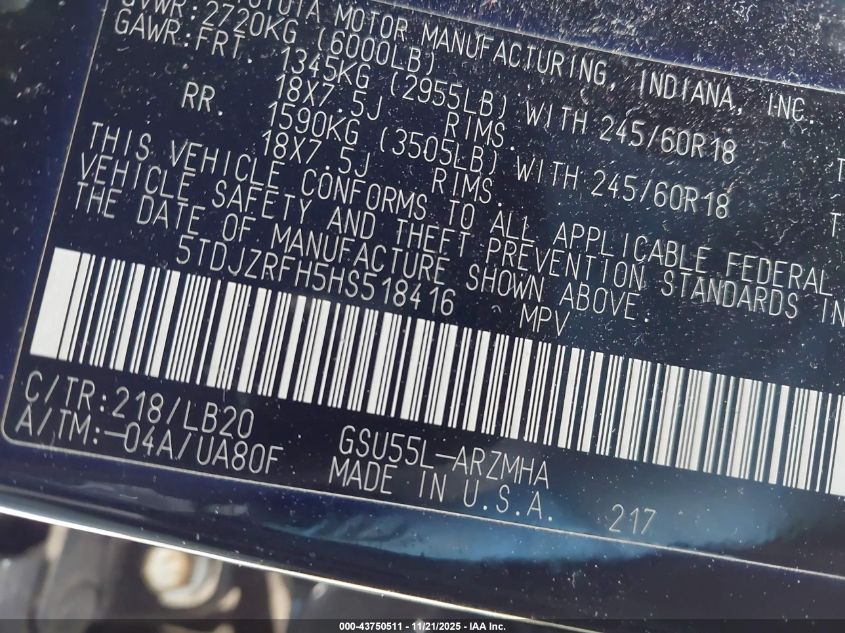 TOYOTA MOTOR MANUFACTURING, INDIANA, INC.
GVWR:2720KG (6000LB)
GAWR:FRT 1345KG (2955LB) WITH 245/60R18
18X7.5J RIMS.
RR 1590KG (3505LB) WITH 245/60R18
18X7.5J RIMS.
THIS VEHICLE CONFORMS TO ALL APPLICABLE FEDERAL
VEHICLE SAFETY AND THEFT PREVENTION STANDARDS IN
THE DATE OF MANUFACTURE SHOWN ABOVE.
5TDJZRFH5HS518416 MPV
C/TR:218/LB20
A/TM:-04A/UA80F
GSU55L-ARZMHA
MADE IN U.S.A. 217
000-43750511 - 11/21/2025 - IAA Inc.